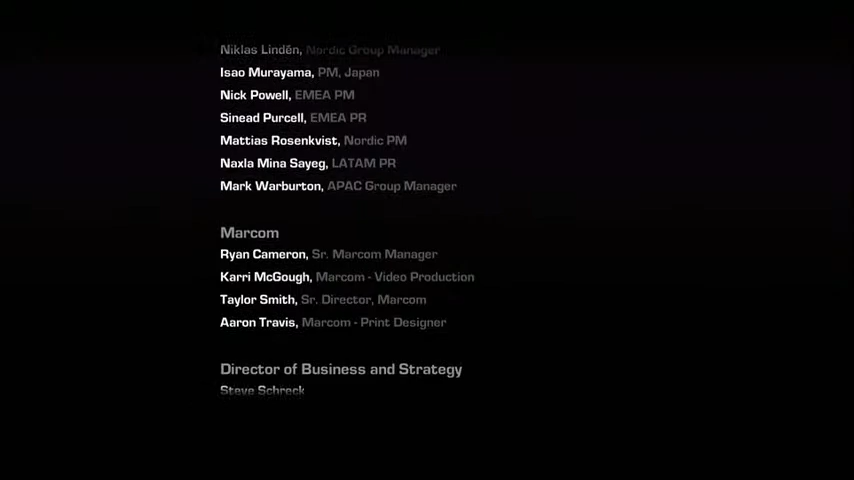 Niklas Lindén, Nordic Group Manager
Isao Murayama, PM, Japan
Nick Powell, EMEA PM
Sinead Purcell, EMEA PR
Mattias Rosenkvist, Nordic PM
Naxla Mina Sayeg, LATAM PR
Mark Warburton, APAC Group Manager
Marcom
Ryan Cameron, Sr. Marcom Manager
Karri McGough, Marcom - Video Production
Taylor Smith, Sr. Director, Marcom
Aaron Travis, Marcom - Print Designer
Director of Business and Strategy
Steve Schreck